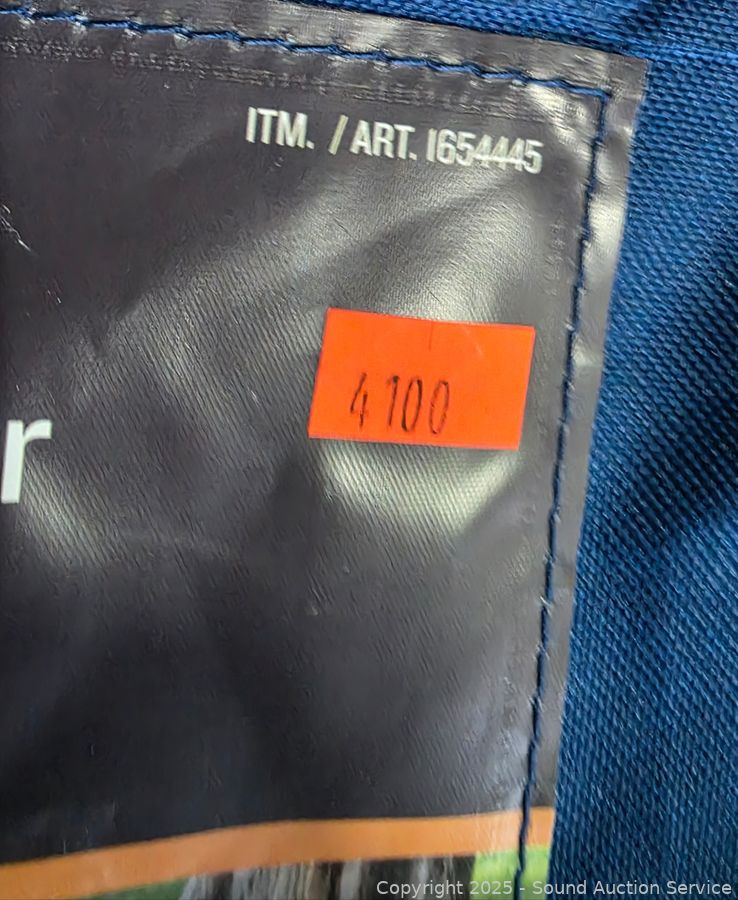 ITM. / ART. 1654445
4100
r
Copyright 2025 - Sound Auction Service